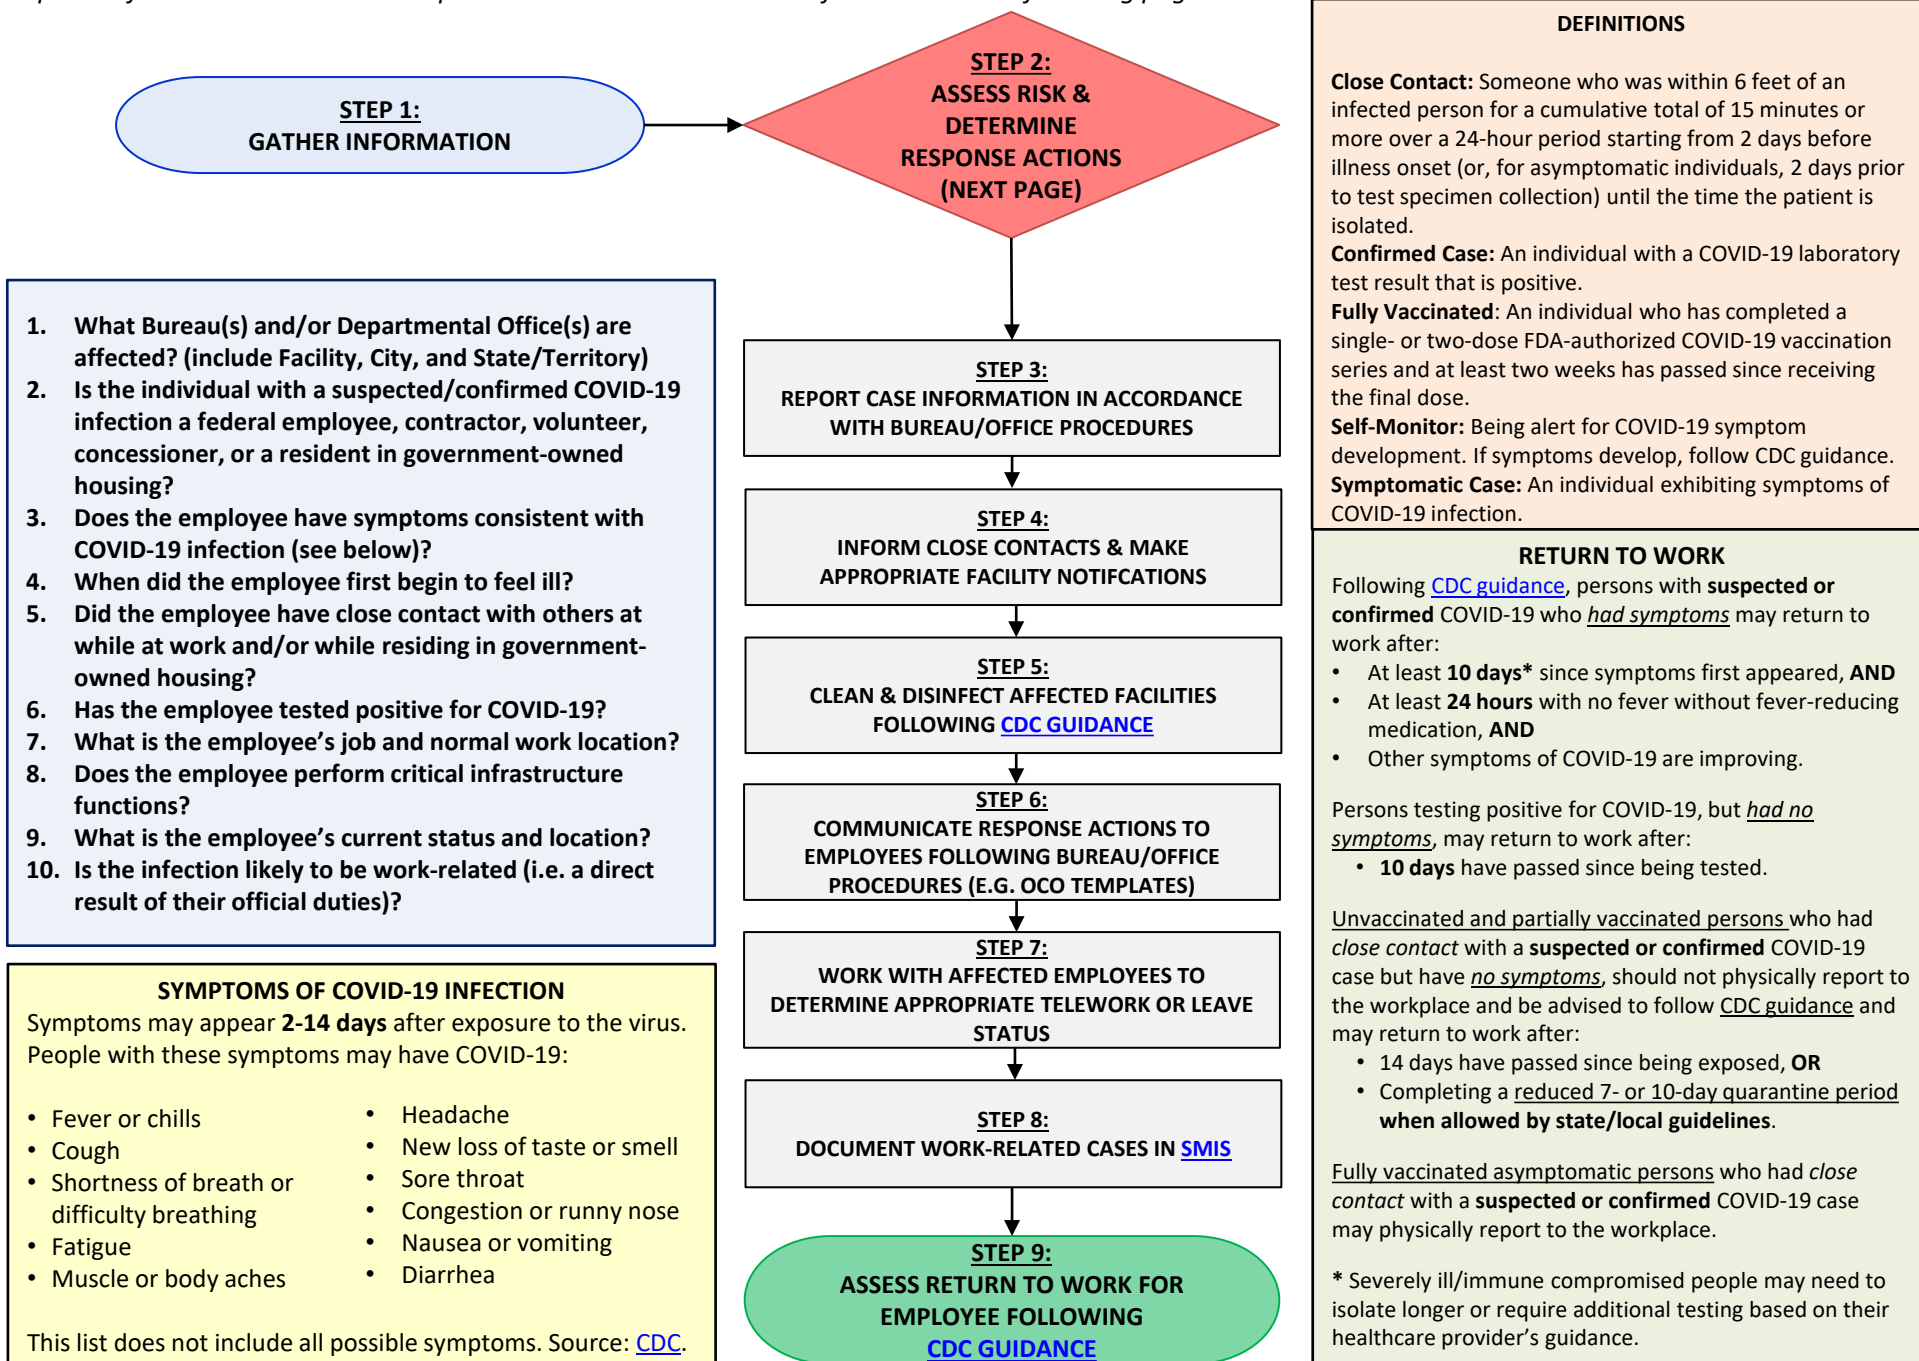 STEP 1:
GATHER INFORMATION
STEP 2:
ASSESS RISK &
DETERMINE
RESPONSE ACTIONS
(NEXT PAGE)
1. What Bureau(s) and/or Departmental Office(s) are
affected? (include Facility, City, and State/Territory)
2. Is the individual with a suspected/confirmed COVID-19
infection a federal employee, contractor, volunteer,
concessioner, or a resident in government-owned
housing?
3. Does the employee have symptoms consistent with
COVID-19 infection (see below)?
4. When did the employee first begin to feel ill?
5. Did the employee have close contact with others at
while at work and/or while residing in government-
owned housing?
6. Has the employee tested positive for COVID-19?
7. What is the employee's job and normal work location?
8. Does the employee perform critical infrastructure
functions?
9. What is the employee's current status and location?
10. Is the infection likely to be work-related (i.e. a direct
result of their official duties)?
SYMPTOMS OF COVID-19 INFECTION
Symptoms may appear 2-14 days after exposure to the virus.
People with these symptoms may have COVID-19:
• Fever or chills
• Cough
• Shortness of breath or
difficulty breathing
• Fatigue
• Muscle or body aches
• Headache
• New loss of taste or smell
• Sore throat
• Congestion or runny nose
• Nausea or vomiting
• Diarrhea
This list does not include all possible symptoms. Source: CDC.
STEP 3:
REPORT CASE INFORMATION IN ACCORDANCE
WITH BUREAU/OFFICE PROCEDURES
STEP 4:
INFORM CLOSE CONTACTS & MAKE
APPROPRIATE FACILITY NOTIFCATIONS
STEP 5:
CLEAN & DISINFECT AFFECTED FACILITIES
FOLLOWING CDC GUIDANCE
STEP 6:
COMMUNICATE RESPONSE ACTIONS TO
EMPLOYEES FOLLOWING BUREAU/OFFICE
PROCEDURES (E.G. OCO TEMPLATES)
STEP 7:
WORK WITH AFFECTED EMPLOYEES TO
DETERMINE APPROPRIATE TELEWORK OR LEAVE
STATUS
STEP 8:
DOCUMENT WORK-RELATED CASES IN SMIS
STEP 9:
ASSESS RETURN TO WORK FOR
EMPLOYEE FOLLOWING
CDC GUIDANCE
DEFINITIONS
Close Contact: Someone who was within 6 feet of an
infected person for a cumulative total of 15 minutes or
more over a 24-hour period starting from 2 days before
illness onset (or, for asymptomatic individuals, 2 days prior
to test specimen collection) until the time the patient is
isolated.
Confirmed Case: An individual with a COVID-19 laboratory
test result that is positive.
Fully Vaccinated: An individual who has completed a
single- or two-dose FDA-authorized COVID-19 vaccination
series and at least two weeks has passed since receiving
the final dose.
Self-Monitor: Being alert for COVID-19 symptom
development. If symptoms develop, follow CDC guidance.
Symptomatic Case: An individual exhibiting symptoms of
COVID-19 infection.
RETURN TO WORK
Following CDC guidance, persons with suspected or
confirmed COVID-19 who had symptoms may return to
work after:
• At least 10 days* since symptoms first appeared, AND
• At least 24 hours with no fever without fever-reducing
medication, AND
• Other symptoms of COVID-19 are improving.
Persons testing positive for COVID-19, but had no
symptoms, may return to work after:
• 10 days have passed since being tested.
Unvaccinated and partially vaccinated persons who had
close contact with a suspected or confirmed COVID-19
case but have no symptoms, should not physically report to
the workplace and be advised to follow CDC guidance and
may return to work after:
• 14 days have passed since being exposed, OR
• Completing a reduced 7- or 10-day quarantine period
when allowed by state/local guidelines.
Fully vaccinated asymptomatic persons who had close
contact with a suspected or confirmed COVID-19 case
may physically report to the workplace.
* Severely ill/immune compromised people may need to
isolate longer or require additional testing based on their
healthcare provider's guidance.